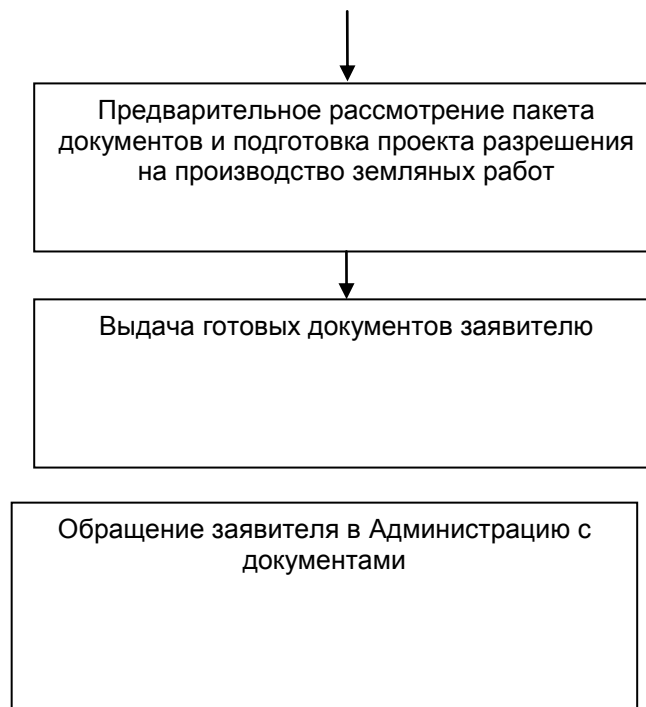 Предварительное рассмотрение пакета
документов и подготовка проекта разрешения
на производство земляных работ
Выдача готовых документов заявителю
Обращение заявителя в Администрацию с
документами